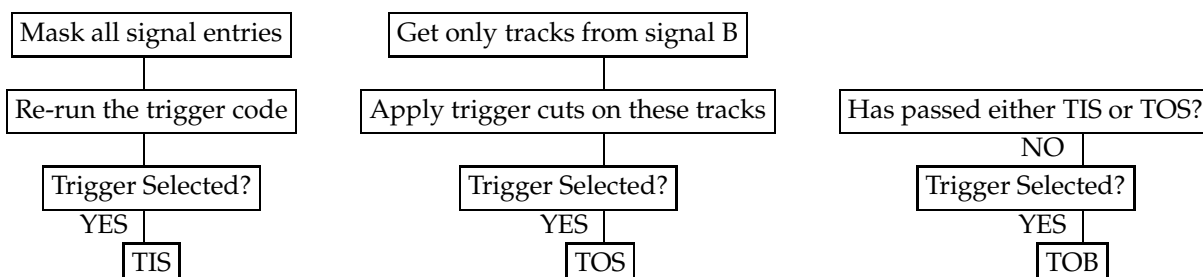 Mask all signal entries
Re-run the trigger code
Trigger Selected?
YES
TIS
Get only tracks from signal B
Apply trigger cuts on these tracks
Trigger Selected?
YES
TOS
Has passed either TIS or TOS?
NO
Trigger Selected?
YES
TOB